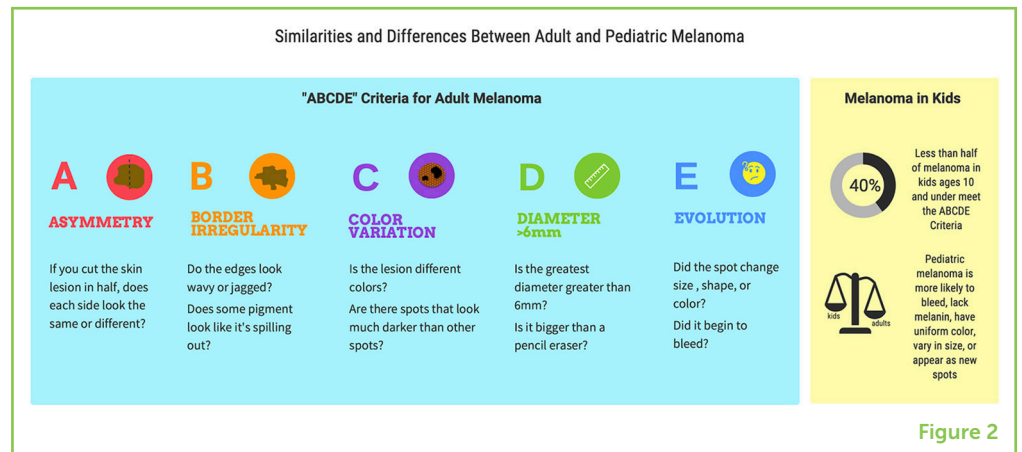 Similarities and Differences Between Adult and Pediatric Melanoma
"ABCDE" Criteria for Adult Melanoma
A
ASYMMETRY
If you cut the skin
lesion in half, does
each side look the
same or different?
B
BORDER
IRREGULARITY
Do the edges look
wavy or jagged?
Does some pigment
look like it's spilling
out?
C
COLOR
VARIATION
Is the lesion different
colors?
Are there spots that look
much darker than other
spots?
D
DIAMETER
>6mm
Is the greatest
diameter greater than
6mm?
Is it bigger than a
pencil eraser?
E
EVOLUTION
Did the spot change
size , shape, or
color?
Did it begin to
bleed?
Melanoma in Kids
40%
Less than half
of melanoma in
kids ages 10
and under meet
the ABCDE
Criteria
kids
adults
Pediatric
melanoma is
more likely to
bleed, lack
melanin, have
uniform color,
vary in size, or
appear as new
spots
Figure 2